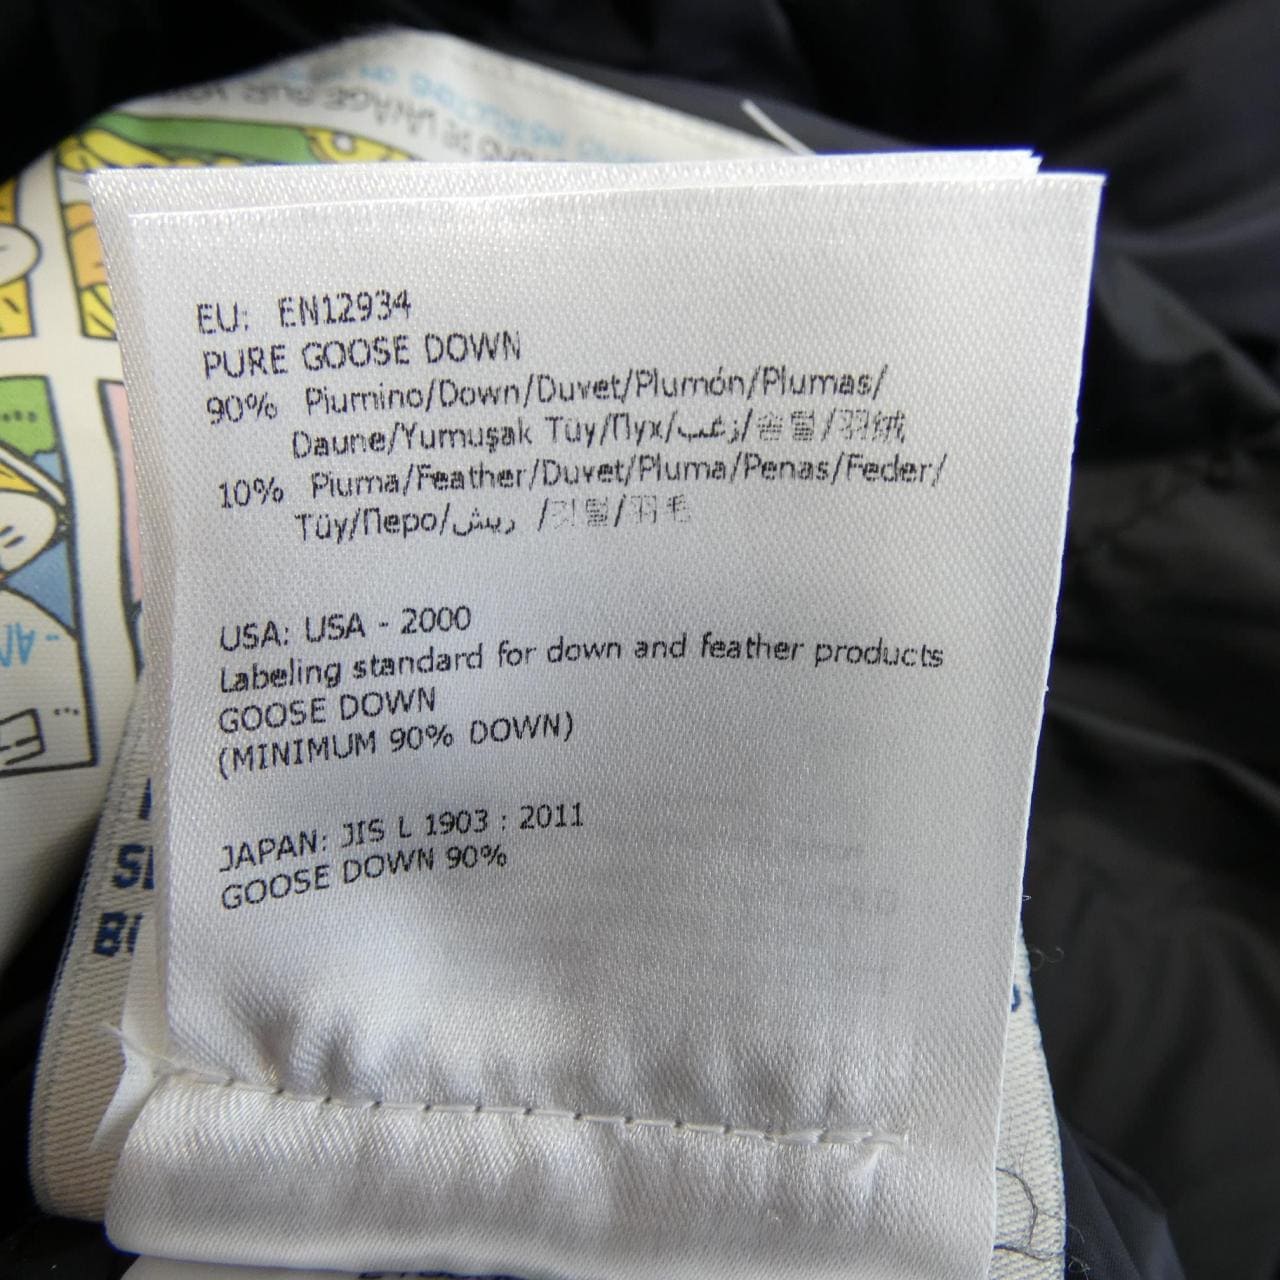 EU: EN12934
PURE GOOSE DOWN
90% Piumino/Down/Duvet/Plumón/Plumas/
Daune/Yumuşak Tüy/Пух/زغب/솜털/羽绒
10% Piuma/Feather/Duvet/Pluma/Penas/Feder/
Tüy/Перо/ريش /깃털/羽毛
USA: USA - 2000
Labeling standard for down and feather products
GOOSE DOWN
(MINIMUM 90% DOWN)
JAPAN: JIS L 1903 : 2011
GOOSE DOWN 90%